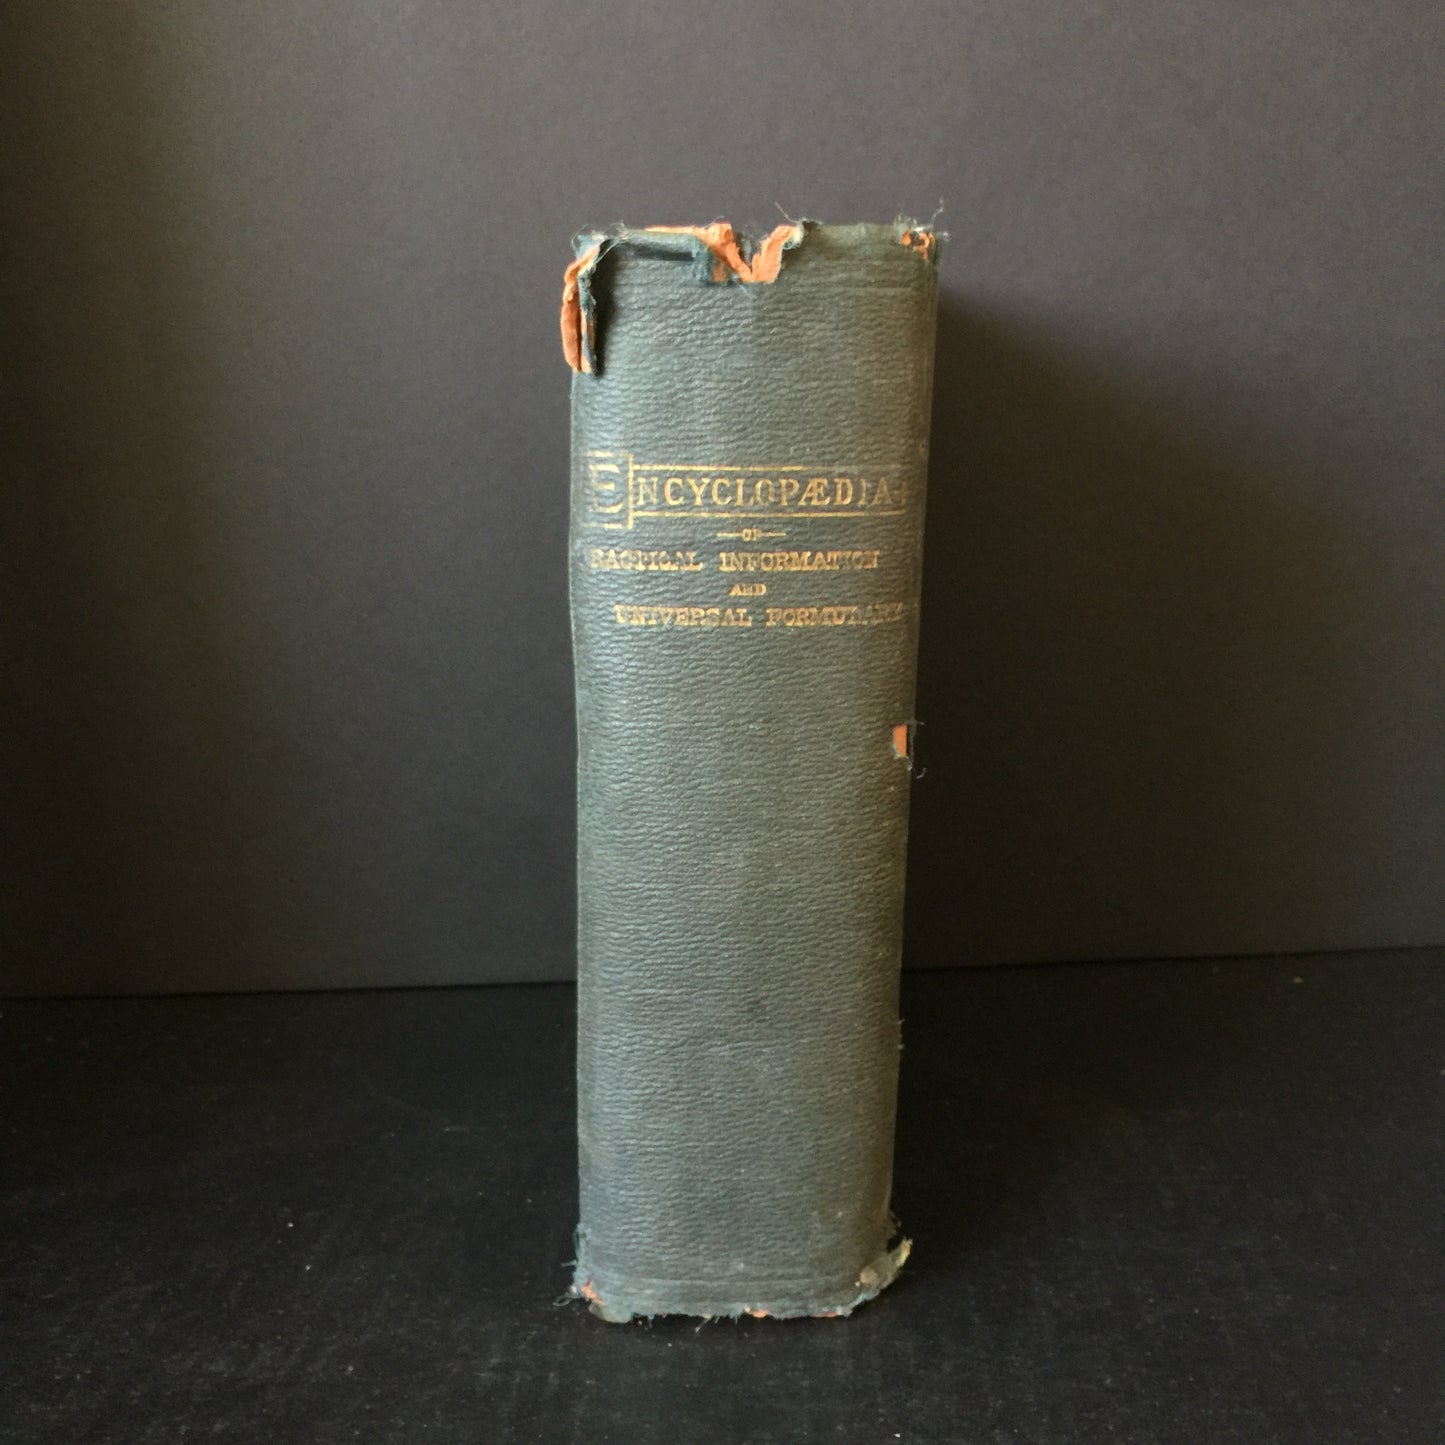 ENCYCLOPÆDIA
OF
PRACTICAL INFORMATION
AND
UNIVERSAL FORMULARY